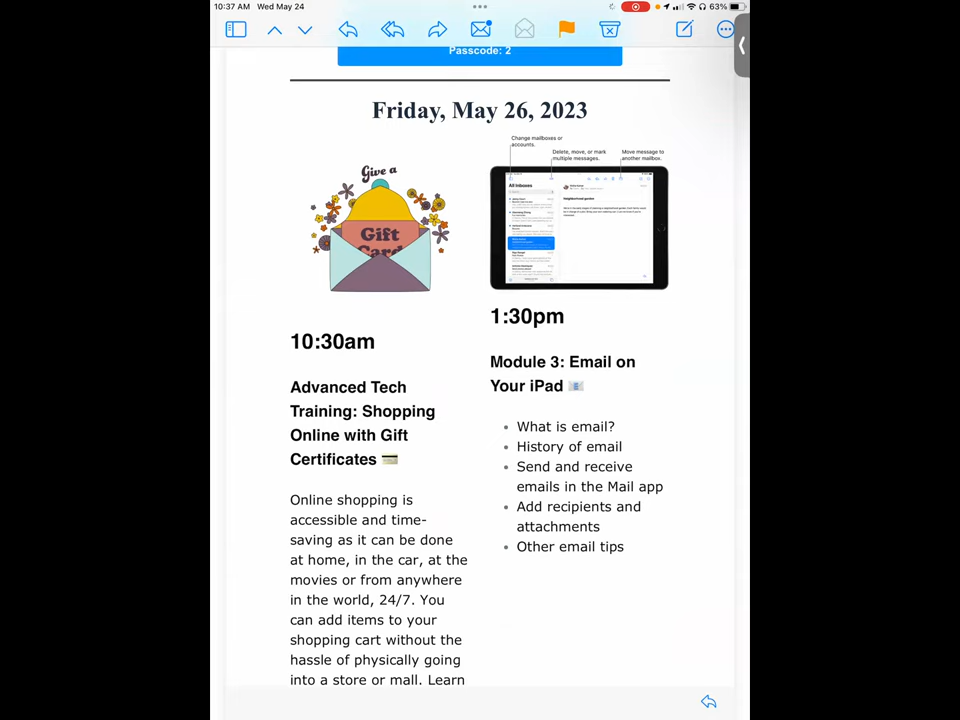 10:37 AM Wed May 24
63%
Passcode: 2
Friday, May 26, 2023
Give a
Gift
Card
Change mailboxes or
accounts.
Delete, move, or mark
multiple messages.
Move message to
another mailbox.
All Inboxes
10:30am
Advanced Tech
Training: Shopping
Online with Gift
Certificates
Online shopping is
accessible and time-
saving as it can be done
at home, in the car, at the
movies or from anywhere
in the world, 24/7. You
can add items to your
shopping cart without the
hassle of physically going
into a store or mall. Learn
1:30pm
Module 3: Email on
Your iPad
What is email?
History of email
Send and receive
emails in the Mail app
Add recipients and
attachments
Other email tips